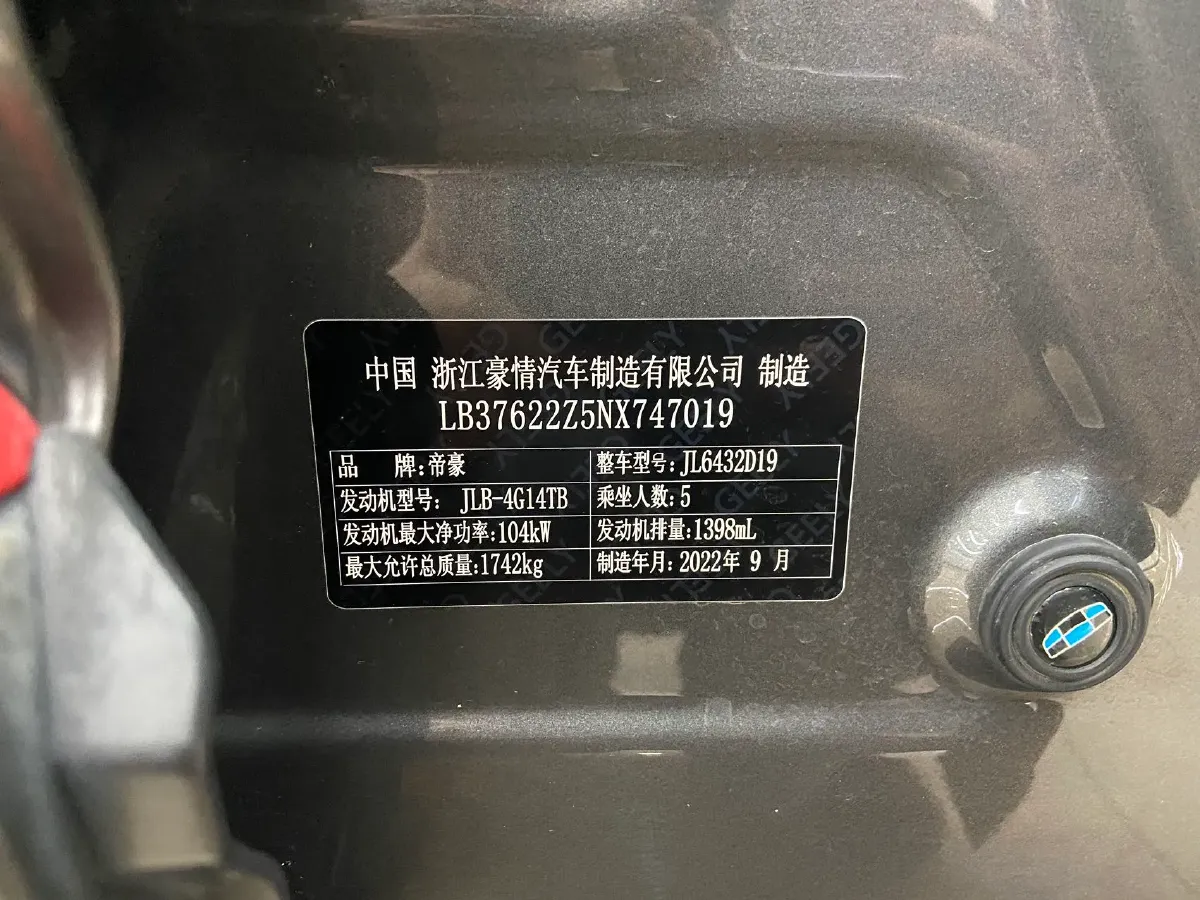 中国 浙江豪情汽车制造有限公司 制造
LB37622Z5NX747019
品 牌:帝豪 整车型号:JL6432D19
发动机型号: JLB-4G14TB 乘坐人数:5
发动机最大净功率:104kW 发动机排量:1398mL
最大允许总质量:1742kg 制造年月:2022年 9 月
GEELY